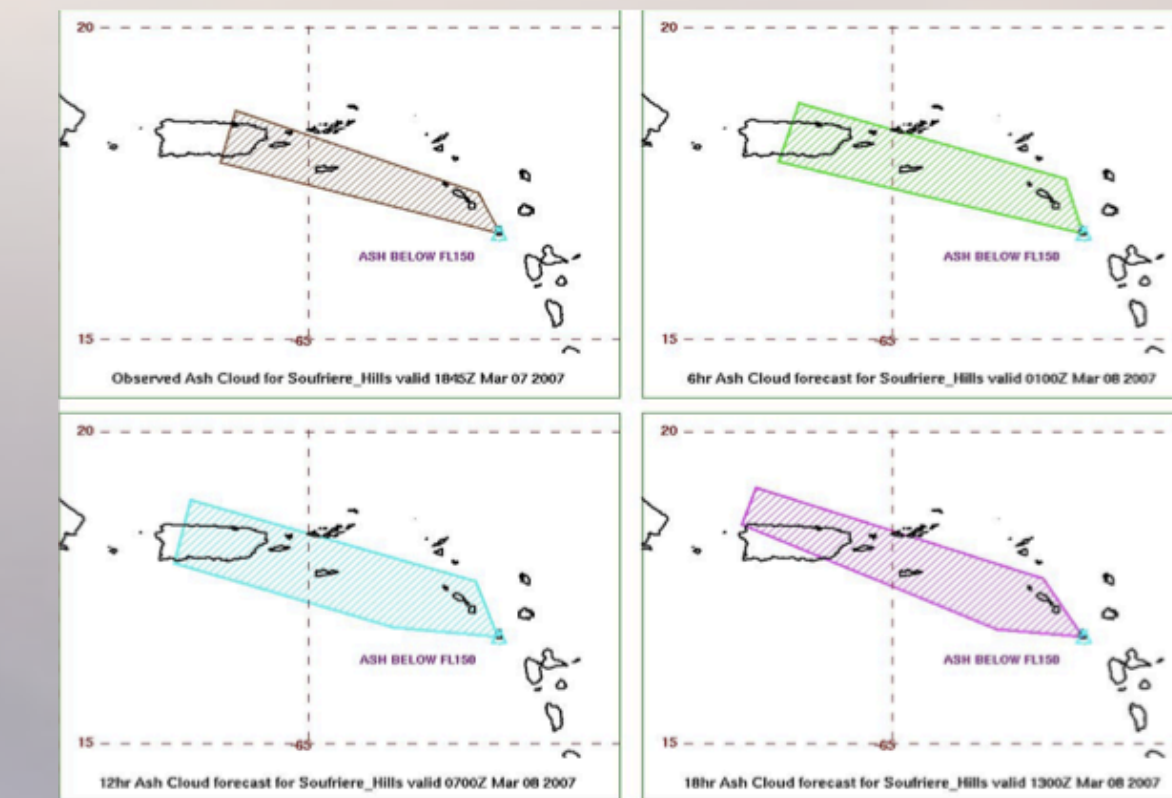 20
ASH BELOW FL150
15
-65
Observed Ash Cloud for Soufriere_Hills valid 1845Z Mar 07 2007
20
ASH BELOW FL150
15
-65
6hr Ash Cloud forecast for Soufriere_Hills valid 0100Z Mar 08 2007
20
ASH BELOW FL150
15
-65
12hr Ash Cloud forecast for Soufriere_Hills valid 0700Z Mar 08 2007
20
ASH BELOW FL150
15
-65
18hr Ash Cloud forecast for Soufriere_Hills valid 1300Z Mar 08 2007